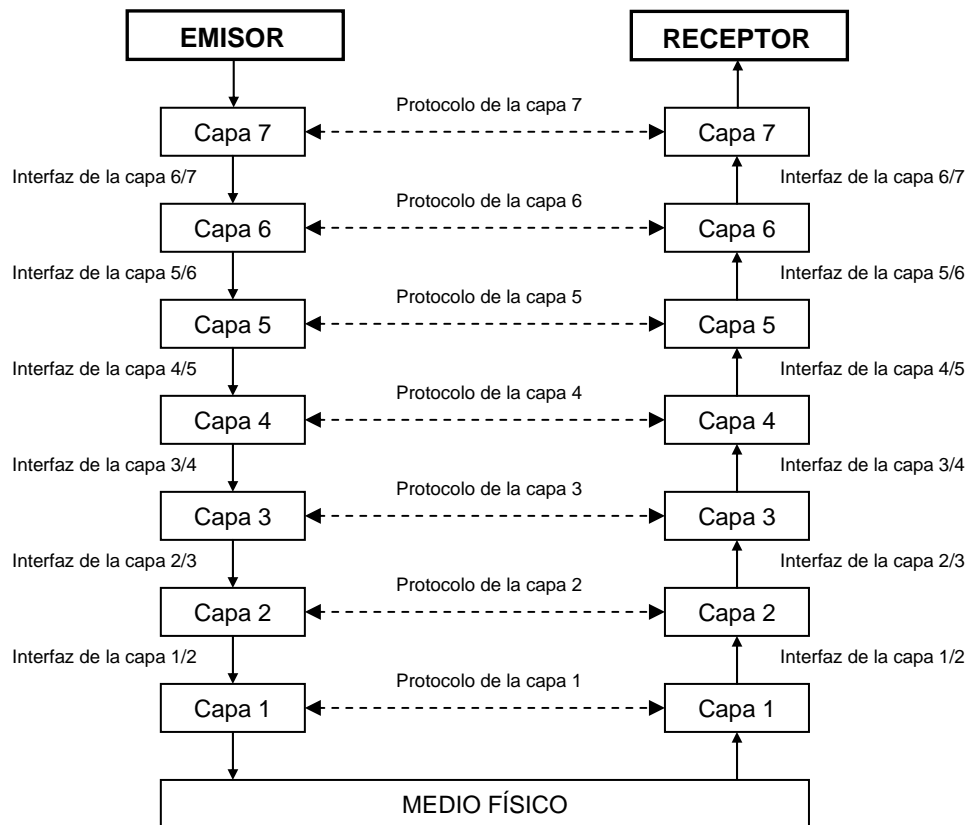 EMISOR RECEPTOR
Protocolo de la capa 7
Capa 7 Capa 7
Interfaz de la capa 6/7 Interfaz de la capa 6/7
Protocolo de la capa 6
Capa 6 Capa 6
Interfaz de la capa 5/6 Interfaz de la capa 5/6
Protocolo de la capa 5
Capa 5 Capa 5
Interfaz de la capa 4/5 Interfaz de la capa 4/5
Protocolo de la capa 4
Capa 4 Capa 4
Interfaz de la capa 3/4 Interfaz de la capa 3/4
Protocolo de la capa 3
Capa 3 Capa 3
Interfaz de la capa 2/3 Interfaz de la capa 2/3
Protocolo de la capa 2
Capa 2 Capa 2
Interfaz de la capa 1/2 Interfaz de la capa 1/2
Protocolo de la capa 1
Capa 1 Capa 1
MEDIO FÍSICO